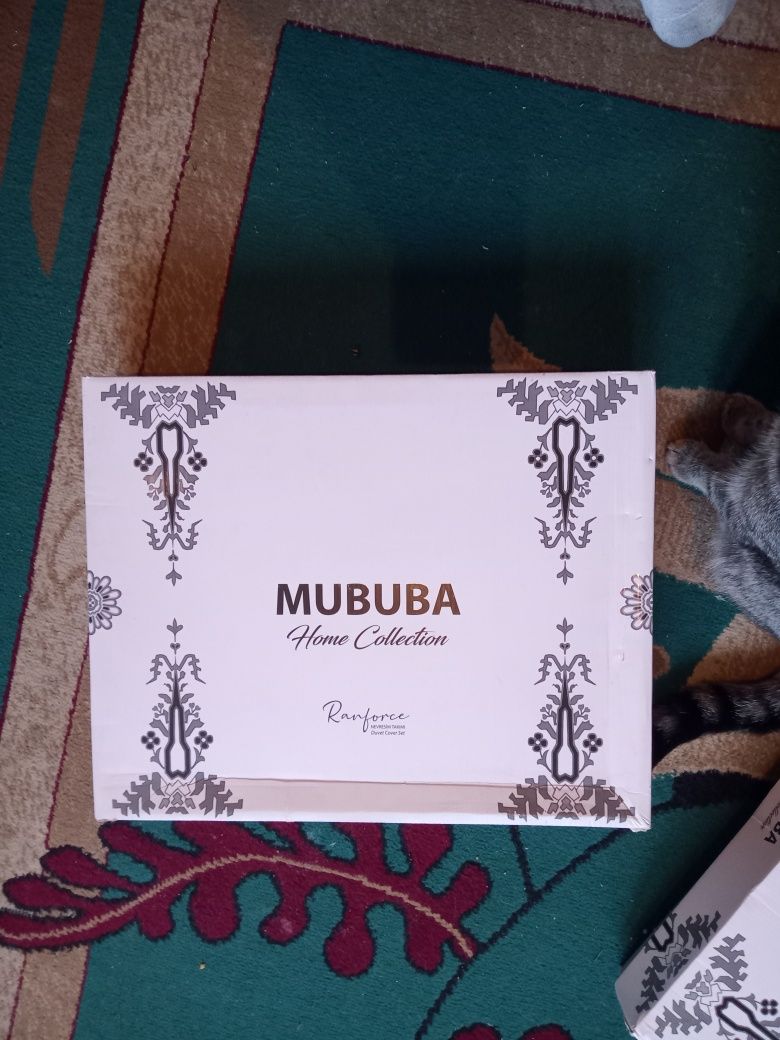 MUBUBA
Home Collection
Ranforce
NEVRESİM TAKIMI
Duvet Cover Set